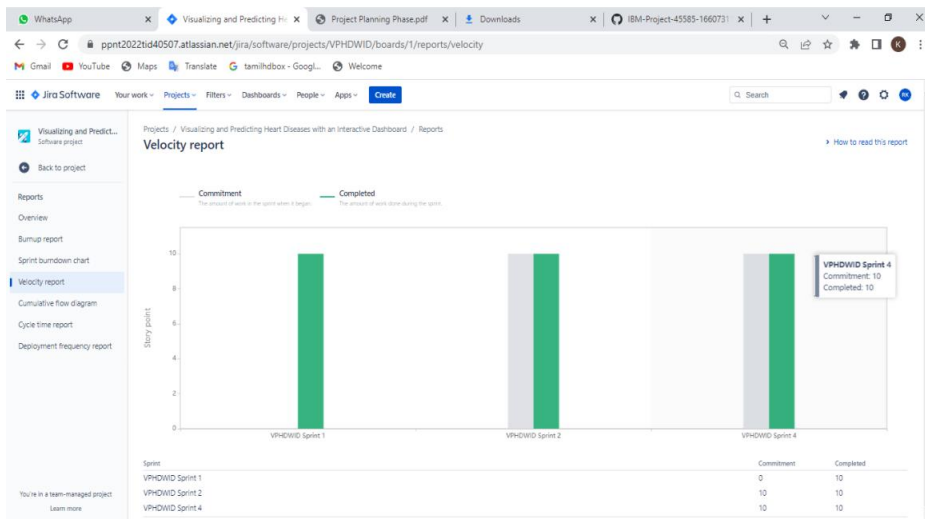 WhatsApp
Visualizing and Predicting He
Project Planning Phase.pdf
Downloads
IBM-Project-45585-1660731
ppnt2022tid40507.atlassian.net/jira/software/projects/VPHDWID/boards/1/reports/velocity
K
Gmail YouTube Maps Translate tamilhdbox - Googl... Welcome
Jira Software Your work Projects Filters Dashboards People Apps Create Search RK
Visualizing and Predict...
Software project
Back to project
Reports
Overview
Burnup report
Sprint burndown chart
Velocity report
Cumulative flow diagram
Cycle time report
Deployment frequency report
You're in a team-managed project
Learn more
Projects / Visualizing and Predicting Heart Diseases with an Interactive Dashboard / Reports
Velocity report
How to read this report
Commitment
The amount of work in the sprint when it began.
Completed
The amount of work done during the sprint.
Story point
10
8
6
4
2
0
VPHDWID Sprint 1 VPHDWID Sprint 2 VPHDWID Sprint 4
VPHDWID Sprint 4
Commitment: 10
Completed: 10
Sprint Commitment Completed
VPHDWID Sprint 1 0 10
VPHDWID Sprint 2 10 10
VPHDWID Sprint 4 10 10